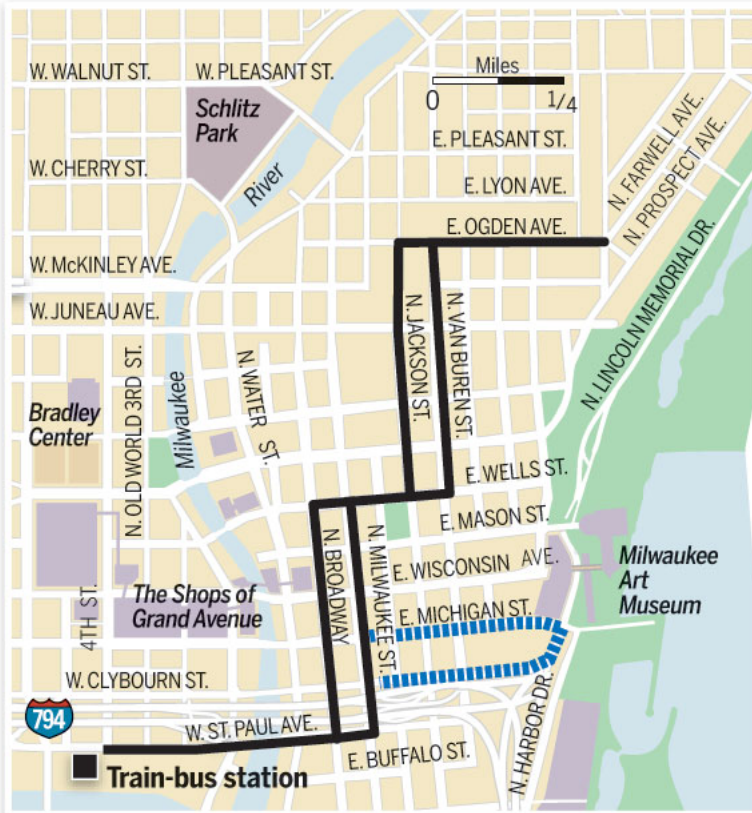 W. WALNUT ST.
W. PLEASANT ST.
Miles
0
1/4
Schlitz
Park
E. PLEASANT ST.
N. FARWELL AVE.
N. PROSPECT AVE.
W. CHERRY ST.
River
E. LYON AVE.
E. OGDEN AVE.
W. McKINLEY AVE.
W. JUNEAU AVE.
N. LINCOLN MEMORIAL DR.
N. JACKSON ST.
N. VAN BUREN ST.
N. OLD WORLD 3RD ST.
Milwaukee
N. WATER ST.
Bradley
Center
E. WELLS ST.
E. MASON ST.
N. BROADWAY
N. MILWAUKEE ST.
E. WISCONSIN AVE.
Milwaukee
Art
Museum
The Shops of
Grand Avenue
4TH ST.
E. MICHIGAN ST.
W. CLYBOURN ST.
794
W. ST. PAUL AVE.
N. HARBOR DR.
E. BUFFALO ST.
Train-bus station